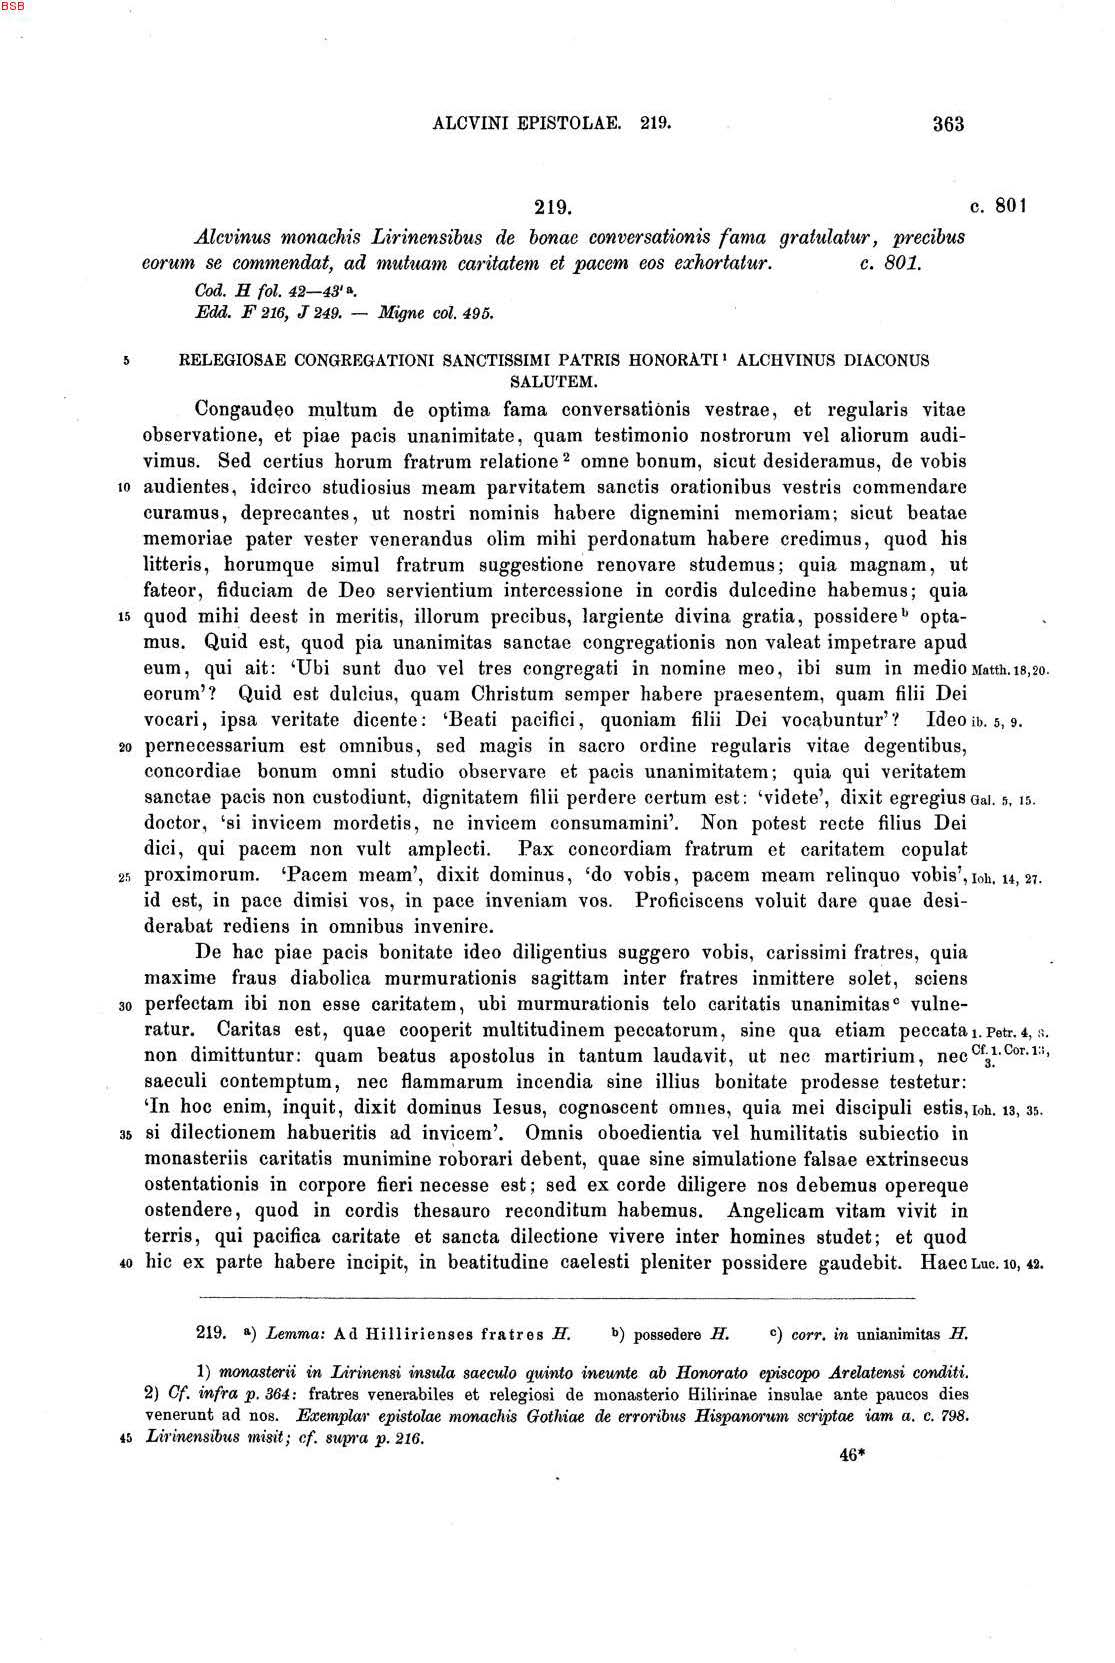 BSB
ALCVINI EPISTOLAE. 219. 363
219. c. 801
Alcvinus monachis Lirinensibus de bonae conversationis fama gratulatur, precibus
eorum se commendat, ad mutuam caritatem et pacem eos exhortatur. c. 801.
Cod. H fol. 42—43' a.
Edd. F 216, J 249. — Migne col. 495.
5 RELEGIOSAE CONGREGATIONI SANCTISSIMI PATRIS HONORATI 1 ALCHVINUS DIACONUS
SALUTEM.
Congaudeo multum de optima fama conversationis vestrae, et regularis vitae
observatione, et piae pacis unanimitate, quam testimonio nostrorum vel aliorum audi-
vimus. Sed certius horum fratrum relatione 2 omne bonum, sicut desideramus, de vobis
10 audientes, idcirco studiosius meam parvitatem sanctis orationibus vestris commendare
curamus, deprecantes, ut nostri nominis habere dignemini memoriam; sicut beatae
memoriae pater vester venerandus olim mihi perdonatum habere credimus, quod his
litteris, horumque simul fratrum suggestione renovare studemus; quia magnam, ut
fateor, fiduciam de Deo servientium intercessione in cordis dulcedine habemus; quia
15 quod mihi deest in meritis, illorum precibus, largiente divina gratia, possidere b opta-
mus. Quid est, quod pia unanimitas sanctae congregationis non valeat impetrare apud
eum, qui ait: ‘Ubi sunt duo vel tres congregati in nomine meo, ibi sum in medio Matth. 18, 20.
eorum’? Quid est dulcius, quam Christum semper habere praesentem, quam filii Dei
vocari, ipsa veritate dicente: ‘Beati pacifici, quoniam filii Dei vocabuntur’? Ideo ib. 5, 9.
20 pernecessarium est omnibus, sed magis in sacro ordine regularis vitae degentibus,
concordiae bonum omni studio observare et pacis unanimitatem; quia qui veritatem
sanctae pacis non custodiunt, dignitatem filii perdere certum est: ‘videte’, dixit egregius Gal. 5, 15.
doctor, ‘si invicem mordetis, ne invicem consumamini’. Non potest recte filius Dei
dici, qui pacem non vult amplecti. Pax concordiam fratrum et caritatem copulat
25 proximorum. ‘Pacem meam’, dixit dominus, ‘do vobis, pacem meam relinquo vobis’, Ioh. 14, 27.
id est, in pace dimisi vos, in pace inveniam vos. Proficiscens voluit dare quae desi-
derabat rediens in omnibus invenire.
De hac piae pacis bonitate ideo diligentius suggero vobis, carissimi fratres, quia
maxime fraus diabolica murmurationis sagittam inter fratres inmittere solet, sciens
30 perfectam ibi non esse caritatem, ubi murmurationis telo caritatis unanimitas c vulne-
ratur. Caritas est, quae cooperit multitudinem peccatorum, sine qua etiam peccata 1. Petr. 4, 8.
non dimittuntur: quam beatus apostolus in tantum laudavit, ut nec martirium, nec Cf. 1. Cor. 13, 3.
saeculi contemptum, nec flammarum incendia sine illius bonitate prodesse testetur:
‘In hoc enim, inquit, dixit dominus Iesus, cognoscent omnes, quia mei discipuli estis, Ioh. 13, 35.
35 si dilectionem habueritis ad invicem’. Omnis oboedientia vel humilitatis subiectio in
monasteriis caritatis munimine roborari debent, quae sine simulatione falsae extrinsecus
ostentationis in corpore fieri necesse est; sed ex corde diligere nos debemus opereque
ostendere, quod in cordis thesauro reconditum habemus. Angelicam vitam vivit in
terris, qui pacifica caritate et sancta dilectione vivere inter homines studet; et quod
40 hic ex parte habere incipit, in beatitudine caelesti pleniter possidere gaudebit. Haec Luc. 10, 42.
219. a) Lemma: Ad Hillirienses fratres H. b) possedere H. c) corr. in unianimitas H.
1) monasterii in Lirinensi insula saeculo quinto ineunte ab Honorato episcopo Arelatensi conditi.
2) Cf. infra p. 364: fratres venerabiles et relegiosi de monasterio Hilirinae insulae ante paucos dies
venerunt ad nos. Exemplar epistolae monachis Gothiae de erroribus Hispanorum scriptae iam a. c. 798.
45 Lirinensibus misit; cf. supra p. 216.
46*